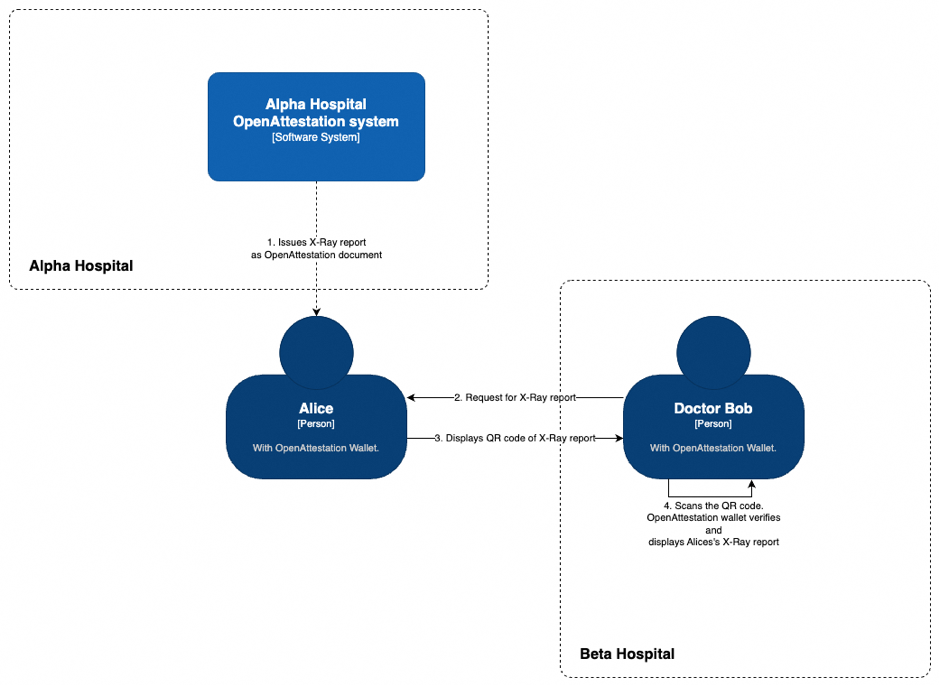 Alpha Hospital
OpenAttestation system
[Software System]
1. Issues X-Ray report
as OpenAttestation document
Alpha Hospital
Alice
[Person]
With OpenAttestation Wallet.
2. Request for X-Ray report
3. Displays QR code of X-Ray report
Doctor Bob
[Person]
With OpenAttestation Wallet.
4. Scans the QR code.
OpenAttestation wallet verifies
and
displays Alices's X-Ray report
Beta Hospital